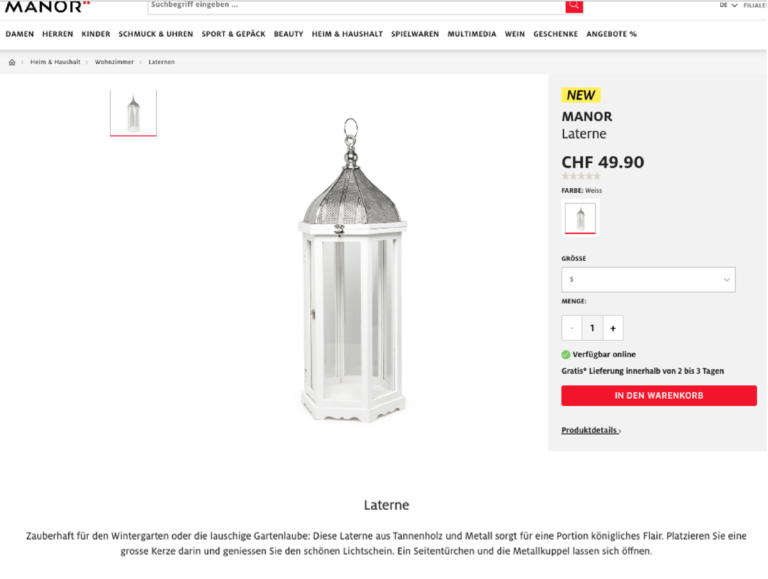 MANOR
Suchbegriff eingeben ...
DE
FILIALE
DAMEN HERREN KINDER SCHMUCK & UHREN SPORT & GEPÄCK BEAUTY HEIM & HAUSHALT SPIELWAREN MULTIMEDIA WEIN GESCHENKE ANGEBOTE %
Heim & Haushalt › Wohnzimmer › Laternen
NEW
MANOR
Laterne
CHF 49.90
FARBE: Weiss
GRÖSSE
S
MENGE:
- 1 +
Verfügbar online
Gratis* Lieferung innerhalb von 2 bis 3 Tagen
IN DEN WARENKORB
Produktdetails ›
Laterne
Zauberhaft für den Wintergarten oder die lauschige Gartenlaube: Diese Laterne aus Tannenholz und Metall sorgt für eine Portion königliches Flair. Platzieren Sie eine
grosse Kerze darin und geniessen Sie den schönen Lichtschein. Ein Seitentürchen und die Metallkuppel lassen sich öffnen.